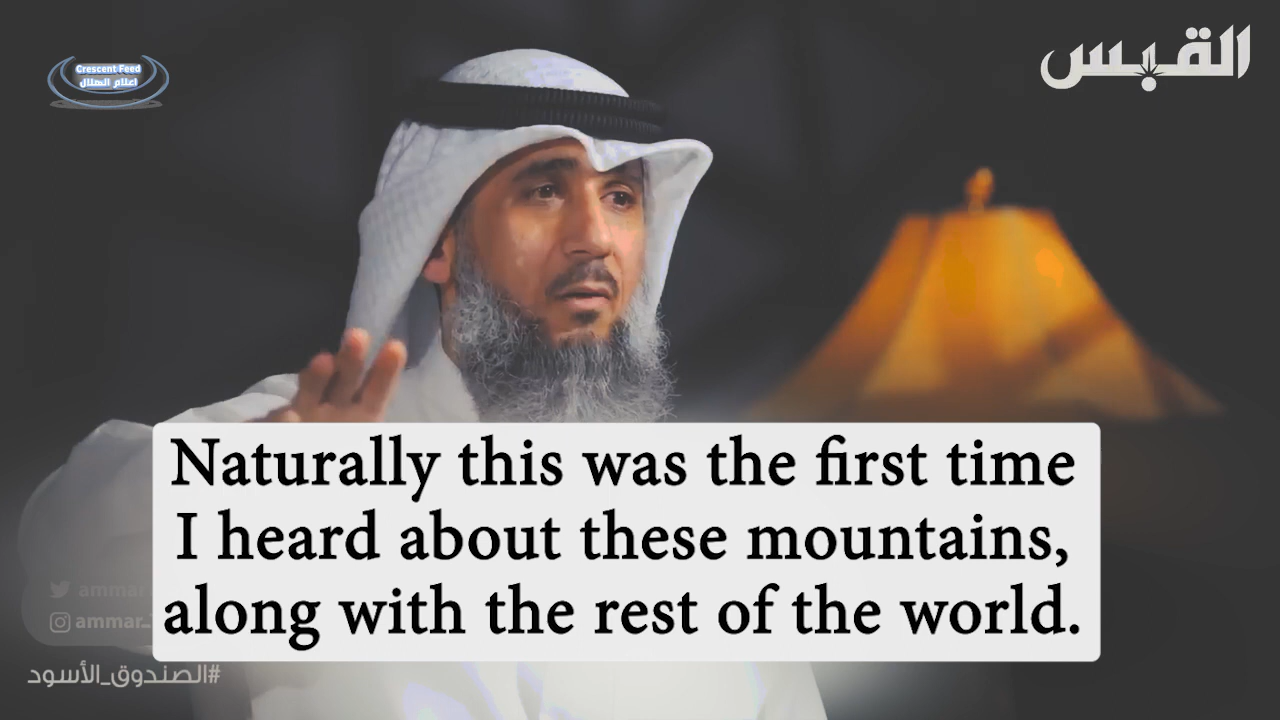 Crescent Feed
اعلام الهلال
القبس
Naturally this was the first time
I heard about these mountains,
along with the rest of the world.
ammar
ammar_
#الصندوق_الأسود